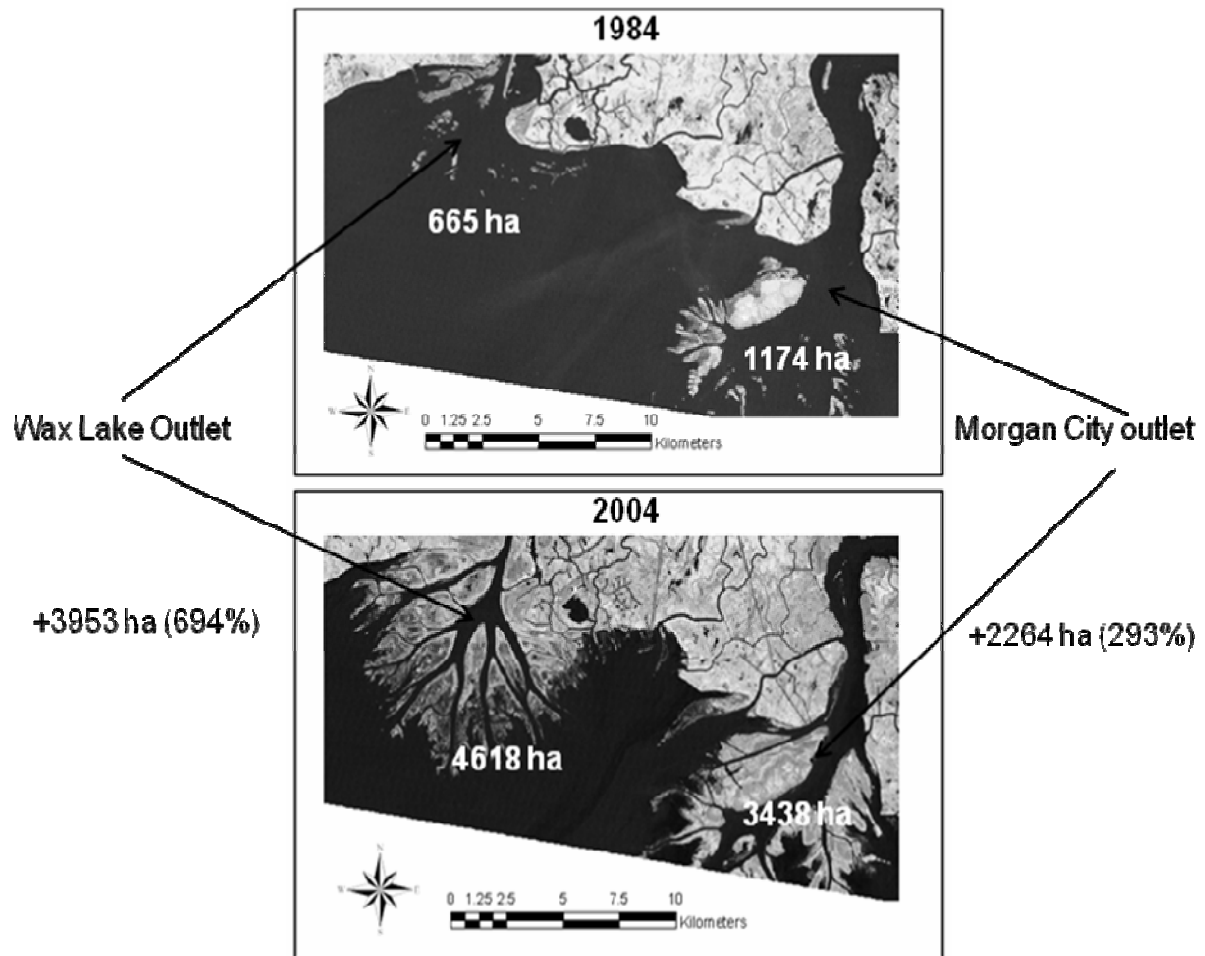 1984
665 ha
1174 ha
N
W E
S
0 1.25 2.5 5 7.5 10
Kilometers
Wax Lake Outlet
Morgan City outlet
2004
+3953 ha (694%)
+2264 ha (293%)
4618 ha
3438 ha
N
W E
S
0 1.25 2.5 5 7.5 10
Kilometers